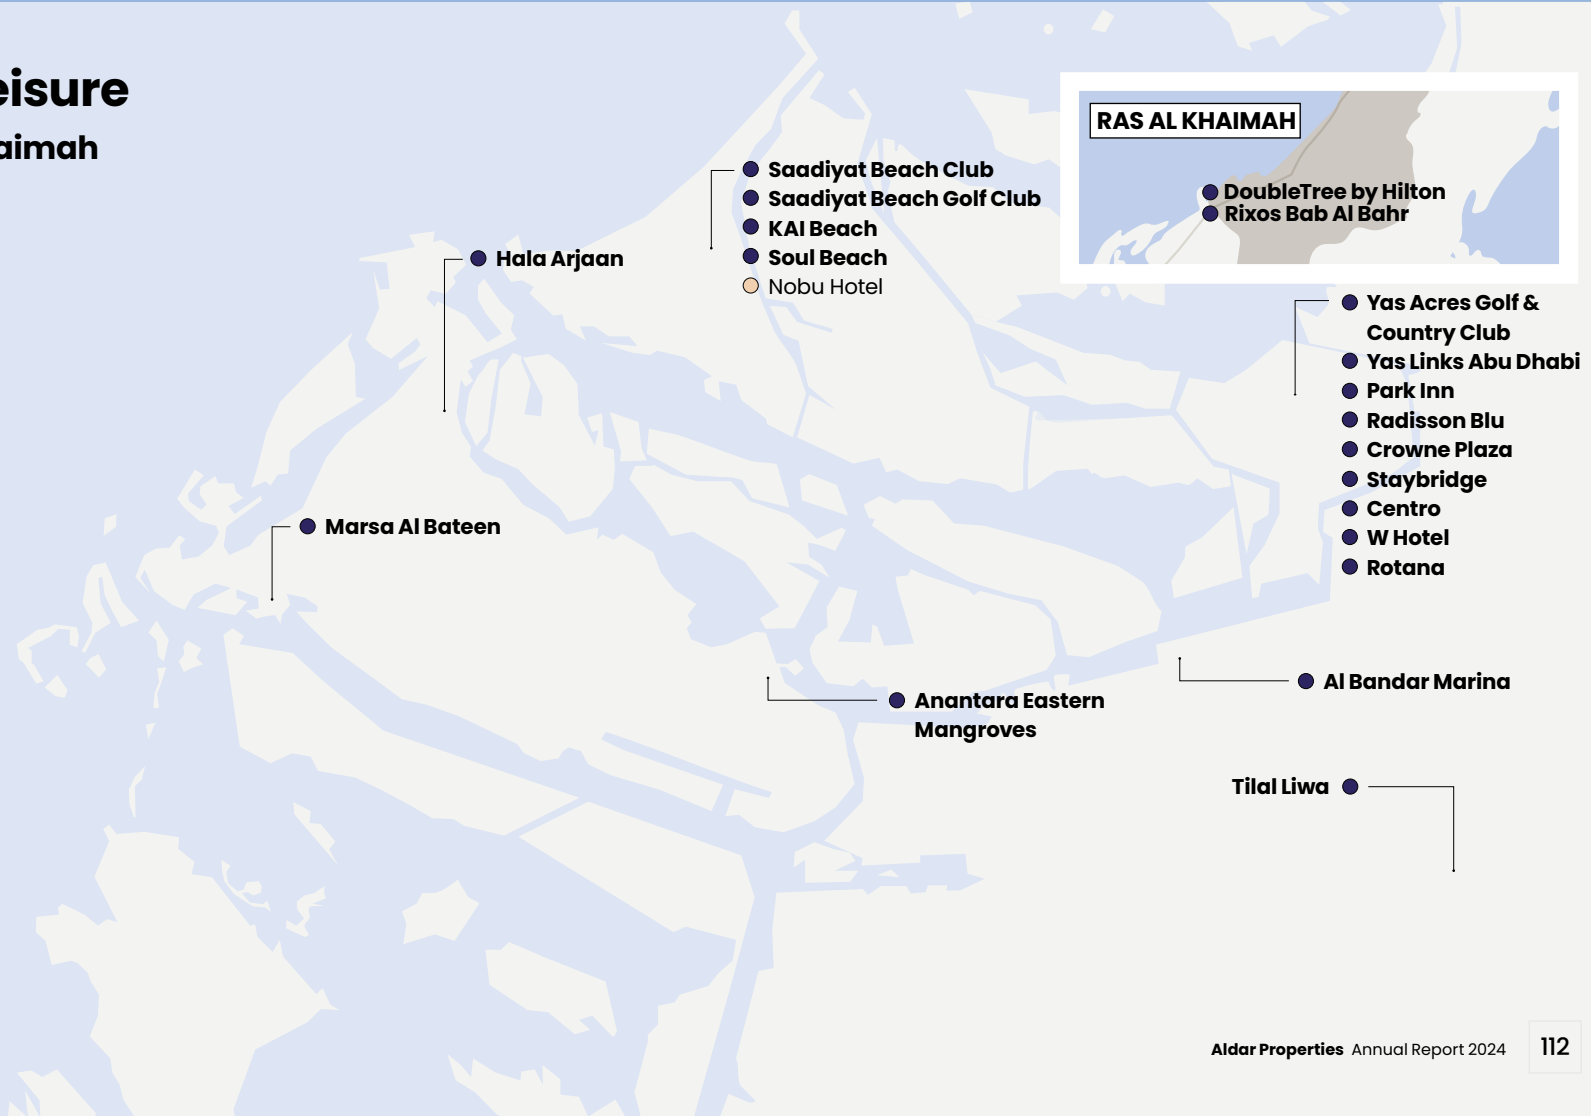 eisure
aimah
RAS AL KHAIMAH
DoubleTree by Hilton
Rixos Bab Al Bahr
Saadiyat Beach Club
Saadiyat Beach Golf Club
KAI Beach
Soul Beach
Nobu Hotel
Hala Arjaan
Yas Acres Golf &
Country Club
Yas Links Abu Dhabi
Park Inn
Radisson Blu
Crowne Plaza
Staybridge
Centro
W Hotel
Rotana
Marsa Al Bateen
Al Bandar Marina
Anantara Eastern
Mangroves
Tilal Liwa
Aldar Properties Annual Report 2024 112